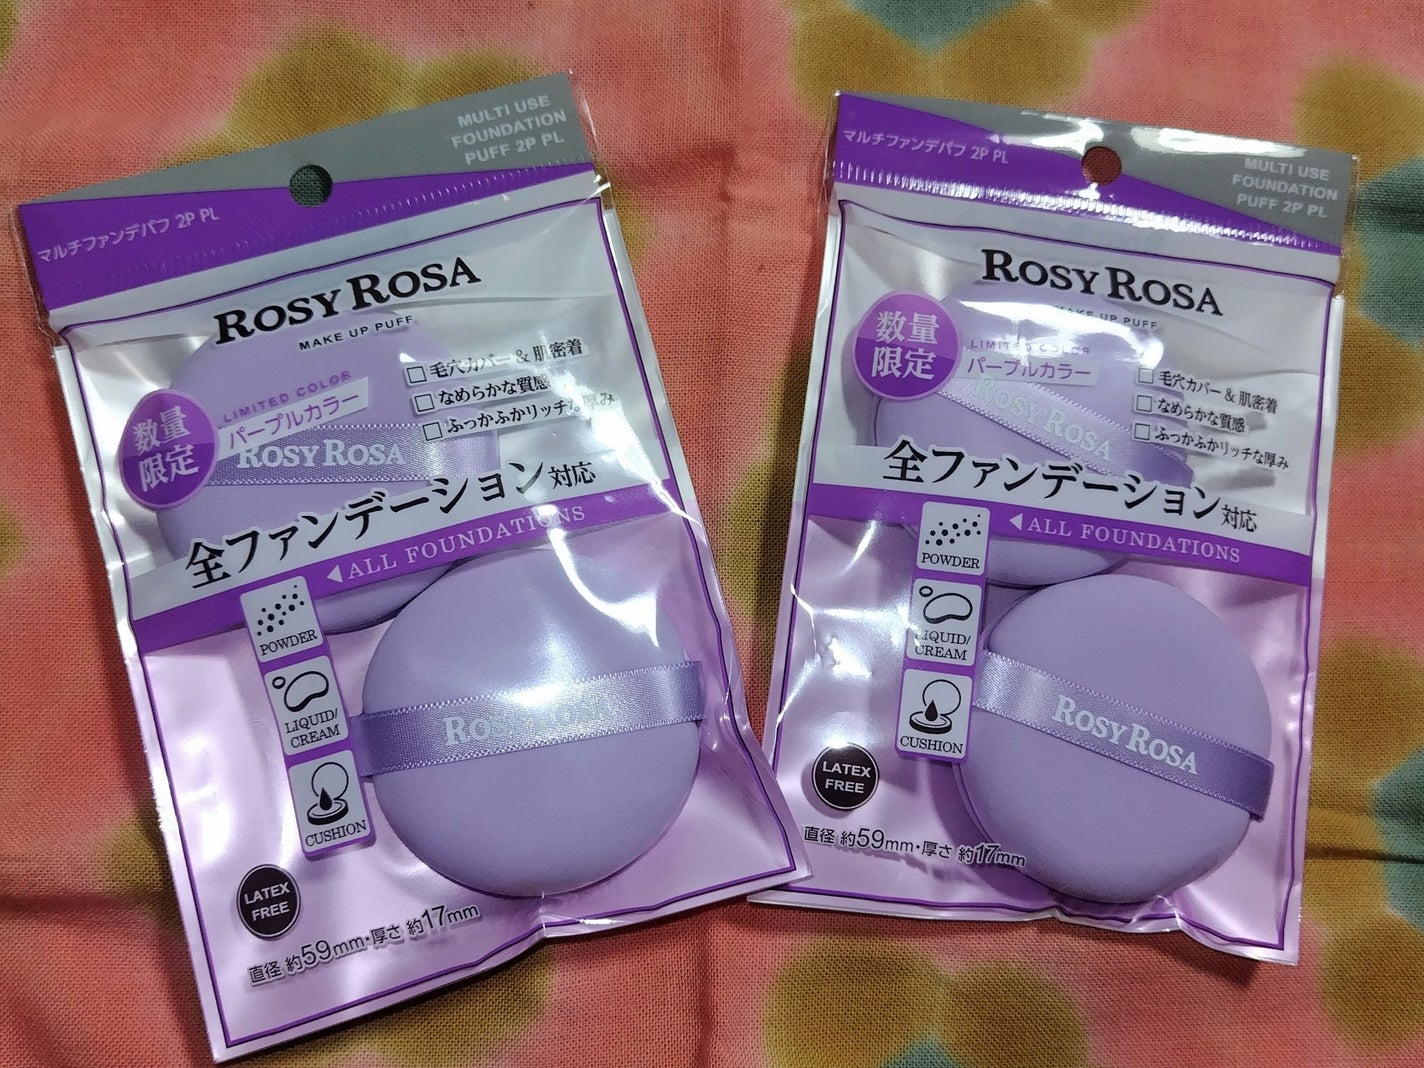 MULTI USE
FOUNDATION
PUFF 2P PL
マルチファンデパフ 2P PL
ROSY ROSA
MAKE UP PUFF
数量
限定
LIMITED COLOR
パープルカラー
□ 毛穴カバー & 肌密着
□ なめらかな質感
□ ふっかふかリッチな厚み
ROSY ROSA
全ファンデーション対応
◀ALL FOUNDATIONS
POWDER
LIQUID/
CREAM
CUSHION
ROSY ROSA
LATEX
FREE
直径 約59mm・厚さ 約17mm
マルチファンデパフ 2P PL
MULTI USE
FOUNDATION
PUFF 2P PL
ROSY ROSA
MAKE UP PUFF
数量
限定
LIMITED COLOR
パープルカラー
□ 毛穴カバー & 肌密着
□ なめらかな質感
□ ふっかふかリッチな厚み
ROSY ROSA
全ファンデーション対応
◀ALL FOUNDATIONS
POWDER
LIQUID/
CREAM
CUSHION
ROSY ROSA
LATEX
FREE
直径 約59mm・厚さ 約17mm